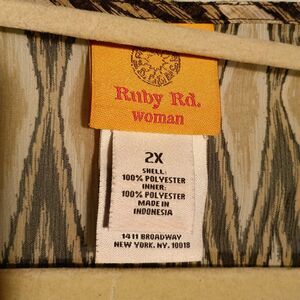 Ruby Rd.
woman
2X
SHELL:
100% POLYESTER
INNER:
100% POLYESTER
MADE IN
INDONESIA
1411 BROADWAY
NEW YORK, NY, 10018